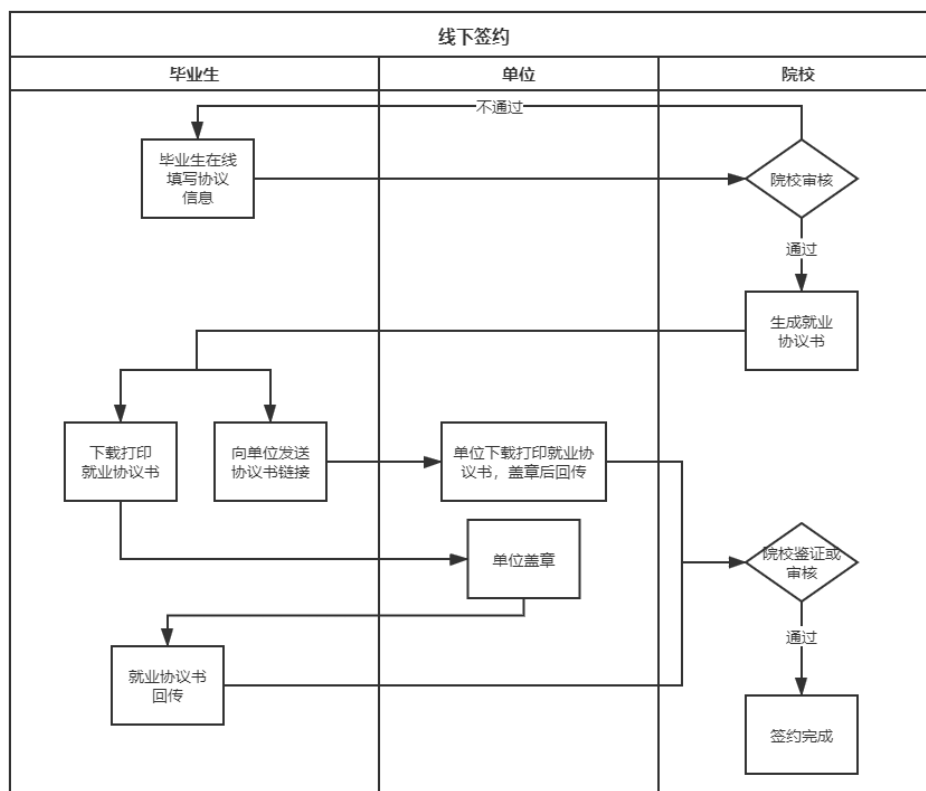 线下签约
毕业生
单位
院校
不通过
毕业生在线
填写协议
信息
院校审核
通过
生成就业
协议书
下载打印
就业协议书
向单位发送
协议书链接
单位下载打印就业协
议书，盖章后回传
单位盖章
院校鉴证或
审核
通过
就业协议书
回传
签约完成